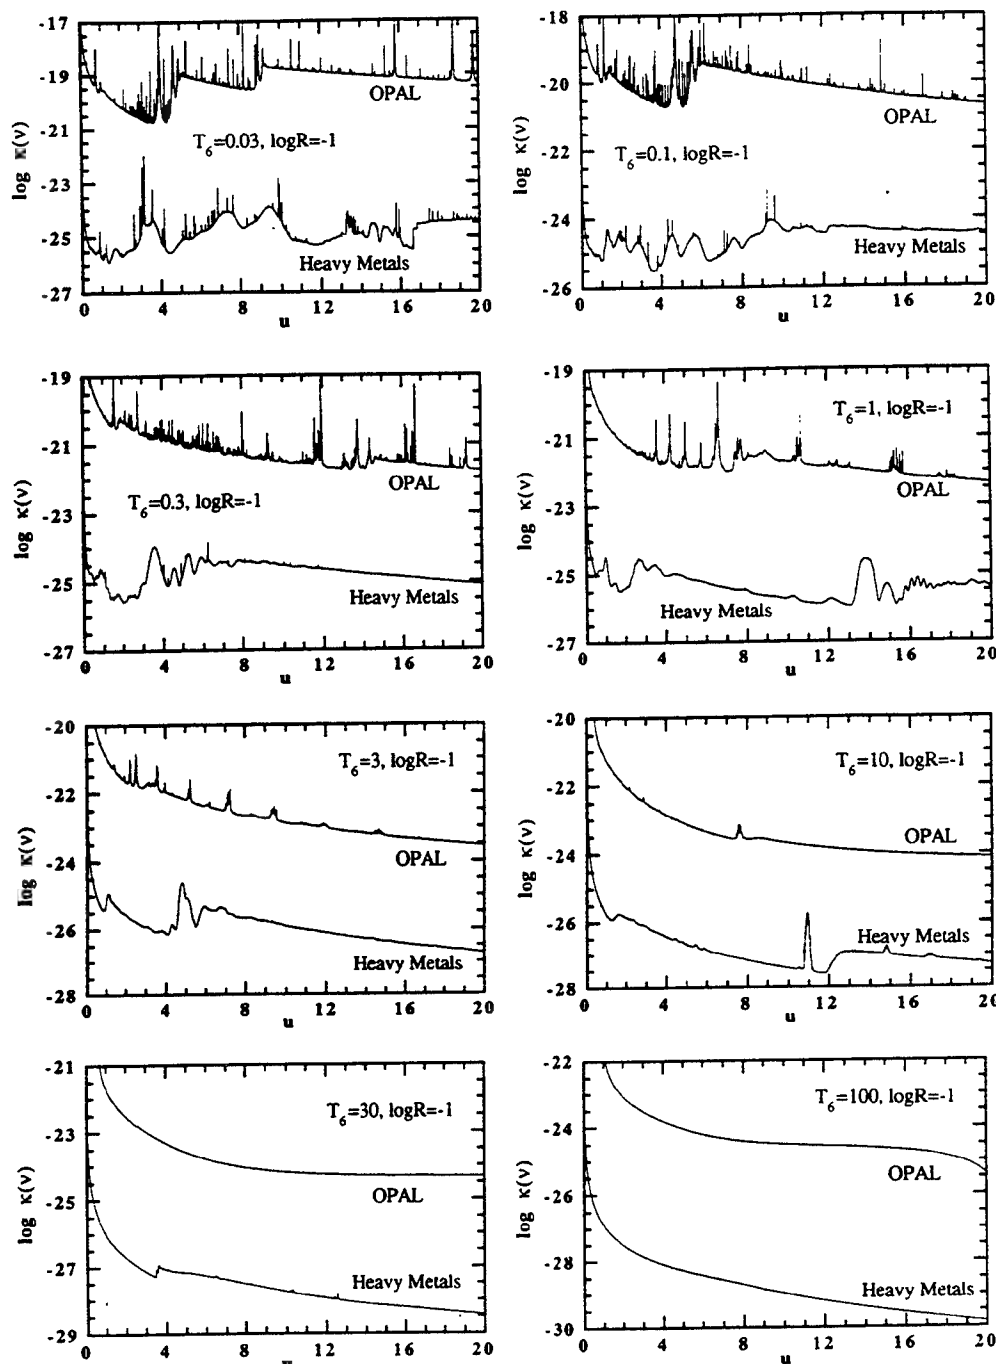 -17
-19
-21
-23
-25
-27
log κ(ν)
OPAL
T6=0.03, logR=-1
Heavy Metals
0 4 8 12 16 20
u
-18
-20
-22
-24
-26
log κ(ν)
OPAL
T6=0.1, logR=-1
Heavy Metals
0 4 8 12 16 20
u
-19
-21
-23
-25
-27
log κ(ν)
OPAL
T6=0.3, logR=-1
Heavy Metals
0 4 8 12 16 20
u
-19
-21
-23
-25
-27
log κ(ν)
T6=1, logR=-1
OPAL
Heavy Metals
0 4 8 12 16 20
u
-20
-22
-24
-26
-28
log κ(ν)
T6=3, logR=-1
OPAL
Heavy Metals
0 4 8 12 16 20
u
-20
-22
-24
-26
-28
log κ(ν)
T6=10, logR=-1
OPAL
Heavy Metals
0 4 8 12 16 20
u
-21
-23
-25
-27
-29
log κ(ν)
T6=30, logR=-1
OPAL
Heavy Metals
0 4 8 12 16 20
-22
-24
-26
-28
-30
log κ(ν)
T6=100, logR=-1
OPAL
Heavy Metals
0 4 8 12 16 20
u